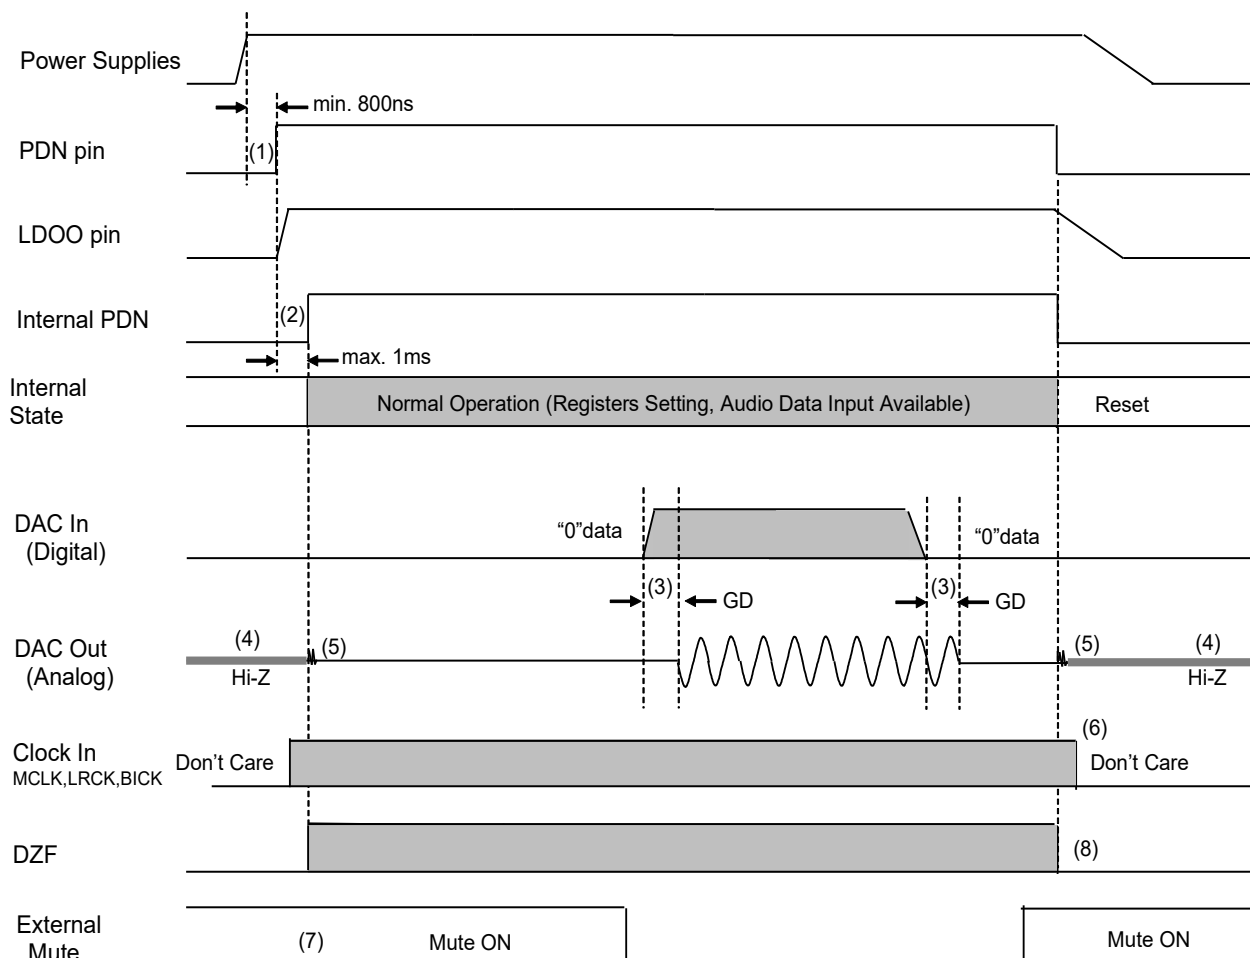 Power Supplies
min. 800ns
PDN pin
(1)
LDOO pin
Internal PDN
(2)
max. 1ms
Internal
State
Normal Operation (Registers Setting, Audio Data Input Available)
Reset
DAC In
(Digital)
“0”data
“0”data
(3)
GD
(3)
GD
DAC Out
(Analog)
(4)
Hi-Z
(5)
(5)
(4)
Hi-Z
Clock In
MCLK,LRCK,BICK
Don’t Care
(6)
Don’t Care
DZF
(8)
External
Mute
(7)
Mute ON
Mute ON